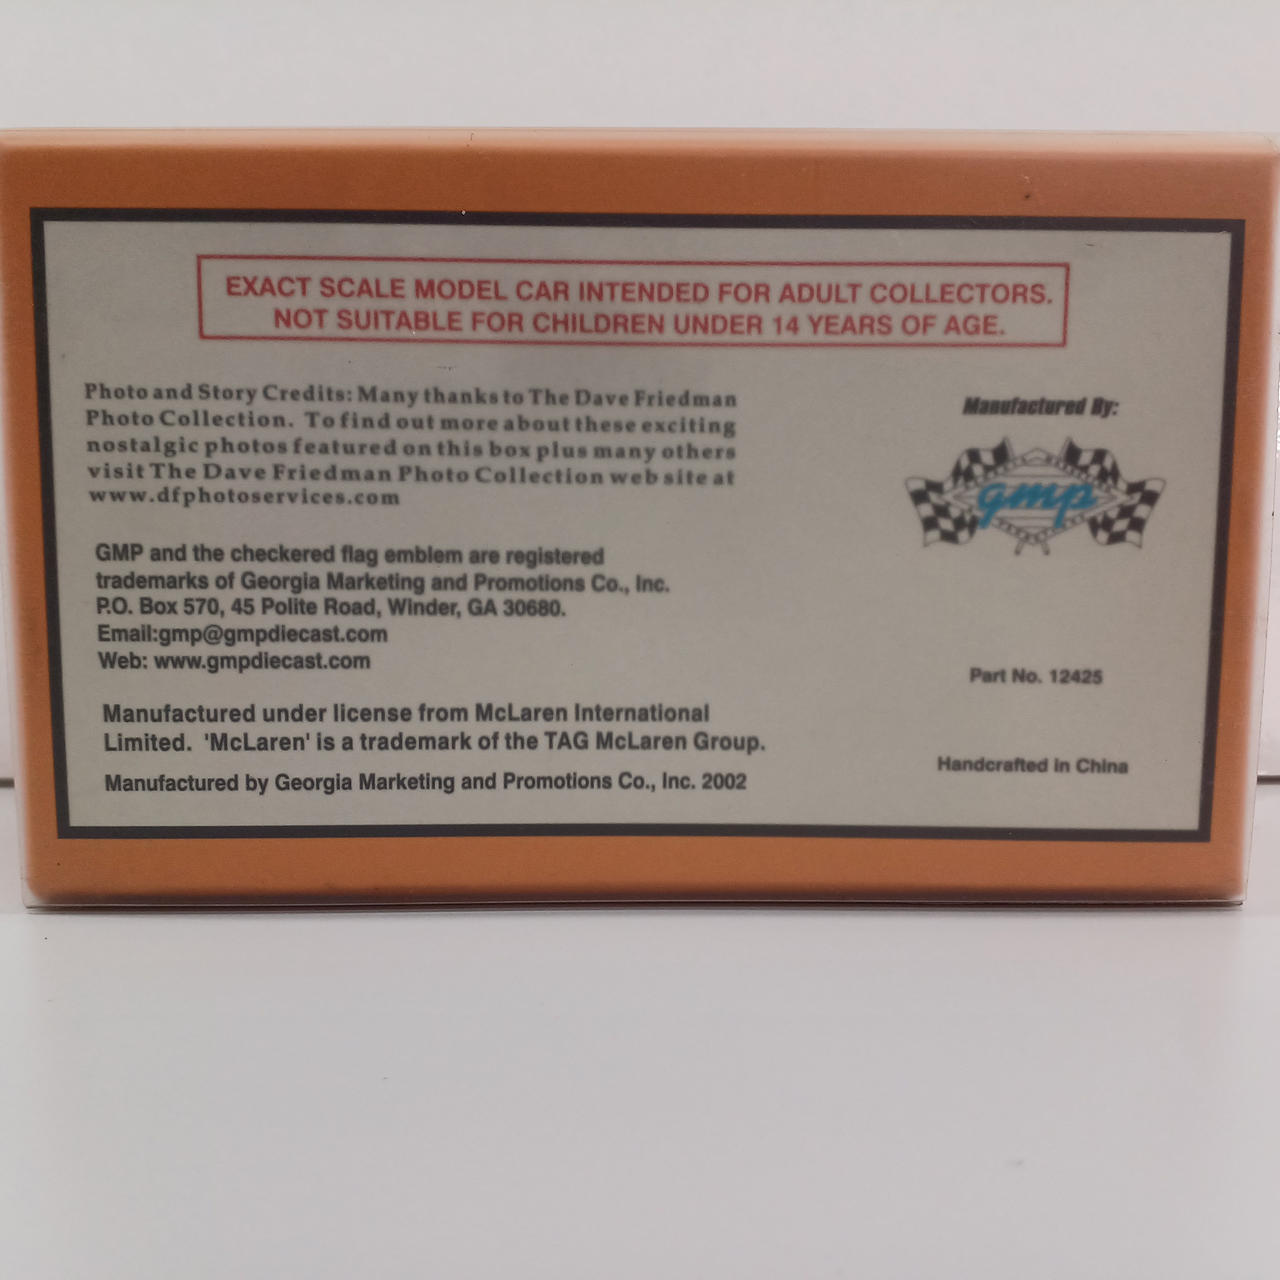 EXACT SCALE MODEL CAR INTENDED FOR ADULT COLLECTORS.
NOT SUITABLE FOR CHILDREN UNDER 14 YEARS OF AGE.
Photo and Story Credits: Many thanks to The Dave Friedman
Photo Collection. To find out more about these exciting
nostalgic photos featured on this box plus many others
visit The Dave Friedman Photo Collection web site at
www.dfphotoservices.com
GMP and the checkered flag emblem are registered
trademarks of Georgia Marketing and Promotions Co., Inc.
P.O. Box 570, 45 Polite Road, Winder, GA 30680.
Email:gmp@gmpdiecast.com
Web: www.gmpdiecast.com
Manufactured under license from McLaren International
Limited. 'McLaren' is a trademark of the TAG McLaren Group.
Manufactured by Georgia Marketing and Promotions Co., Inc. 2002
Manufactured By:
gmp
Part No. 12425
Handcrafted in China